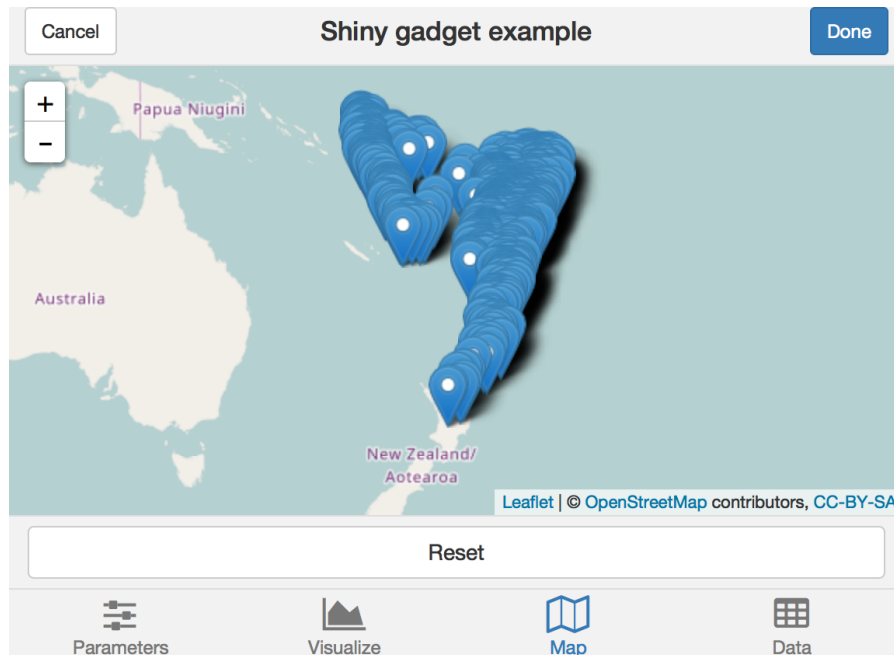 Cancel
Shiny gadget example
Done
+
−
Papua Niugini
Australia
New Zealand/
Aotearoa
Leaflet | © OpenStreetMap contributors, CC-BY-SA
Reset
Parameters
Visualize
Map
Data